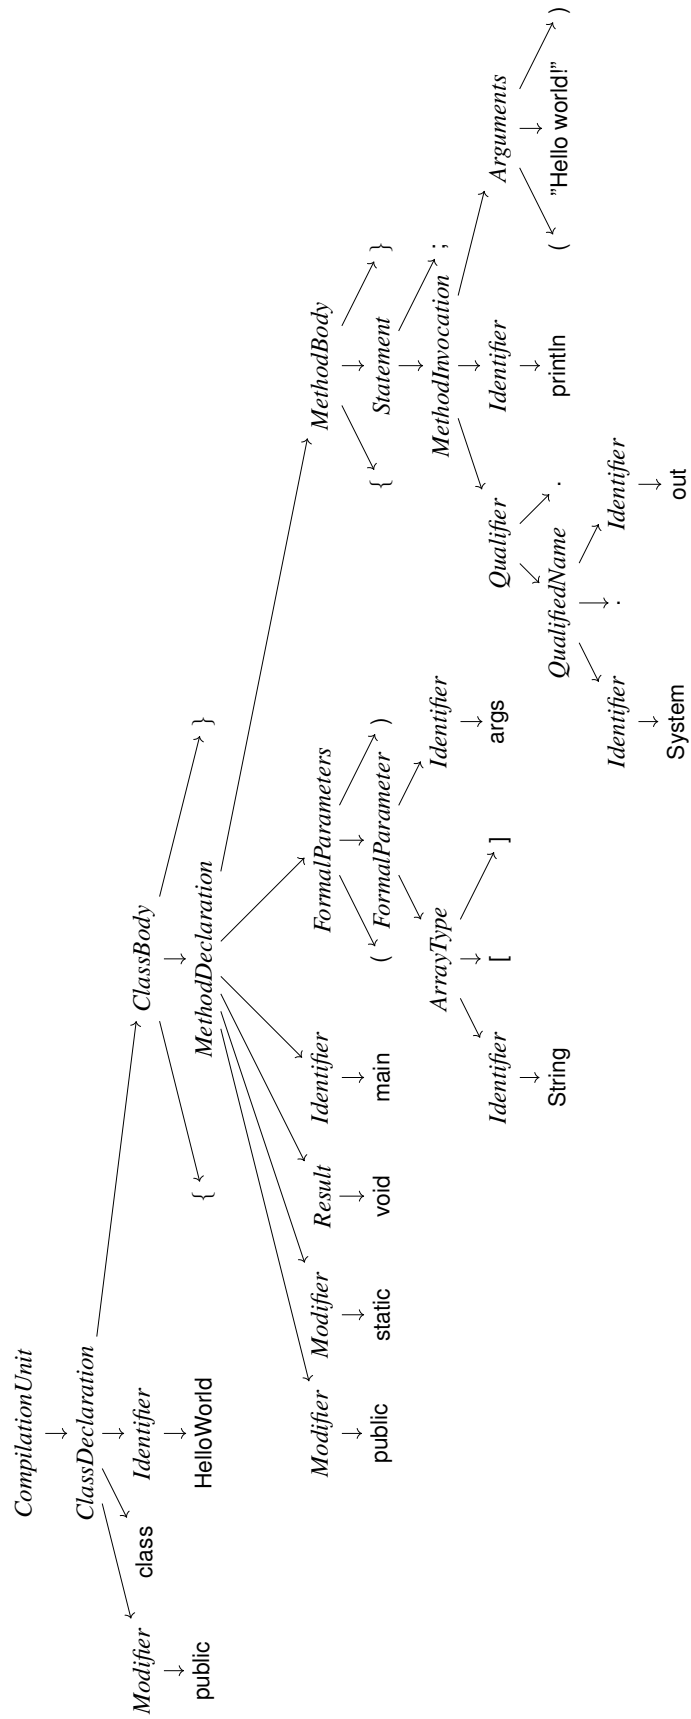 CompilationUnit
ClassDeclaration
Modifier class Identifier ClassBody
public HelloWorld { MethodDeclaration }
Modifier Modifier Result Identifier FormalParameters MethodBody
public static void main ( FormalParameter ) { Statement }
ArrayType Identifier MethodInvocation ;
Identifier [ ] args Qualifier Identifier Arguments
String QualifiedName . println ( ”Hello world!” )
Identifier . Identifier
System out